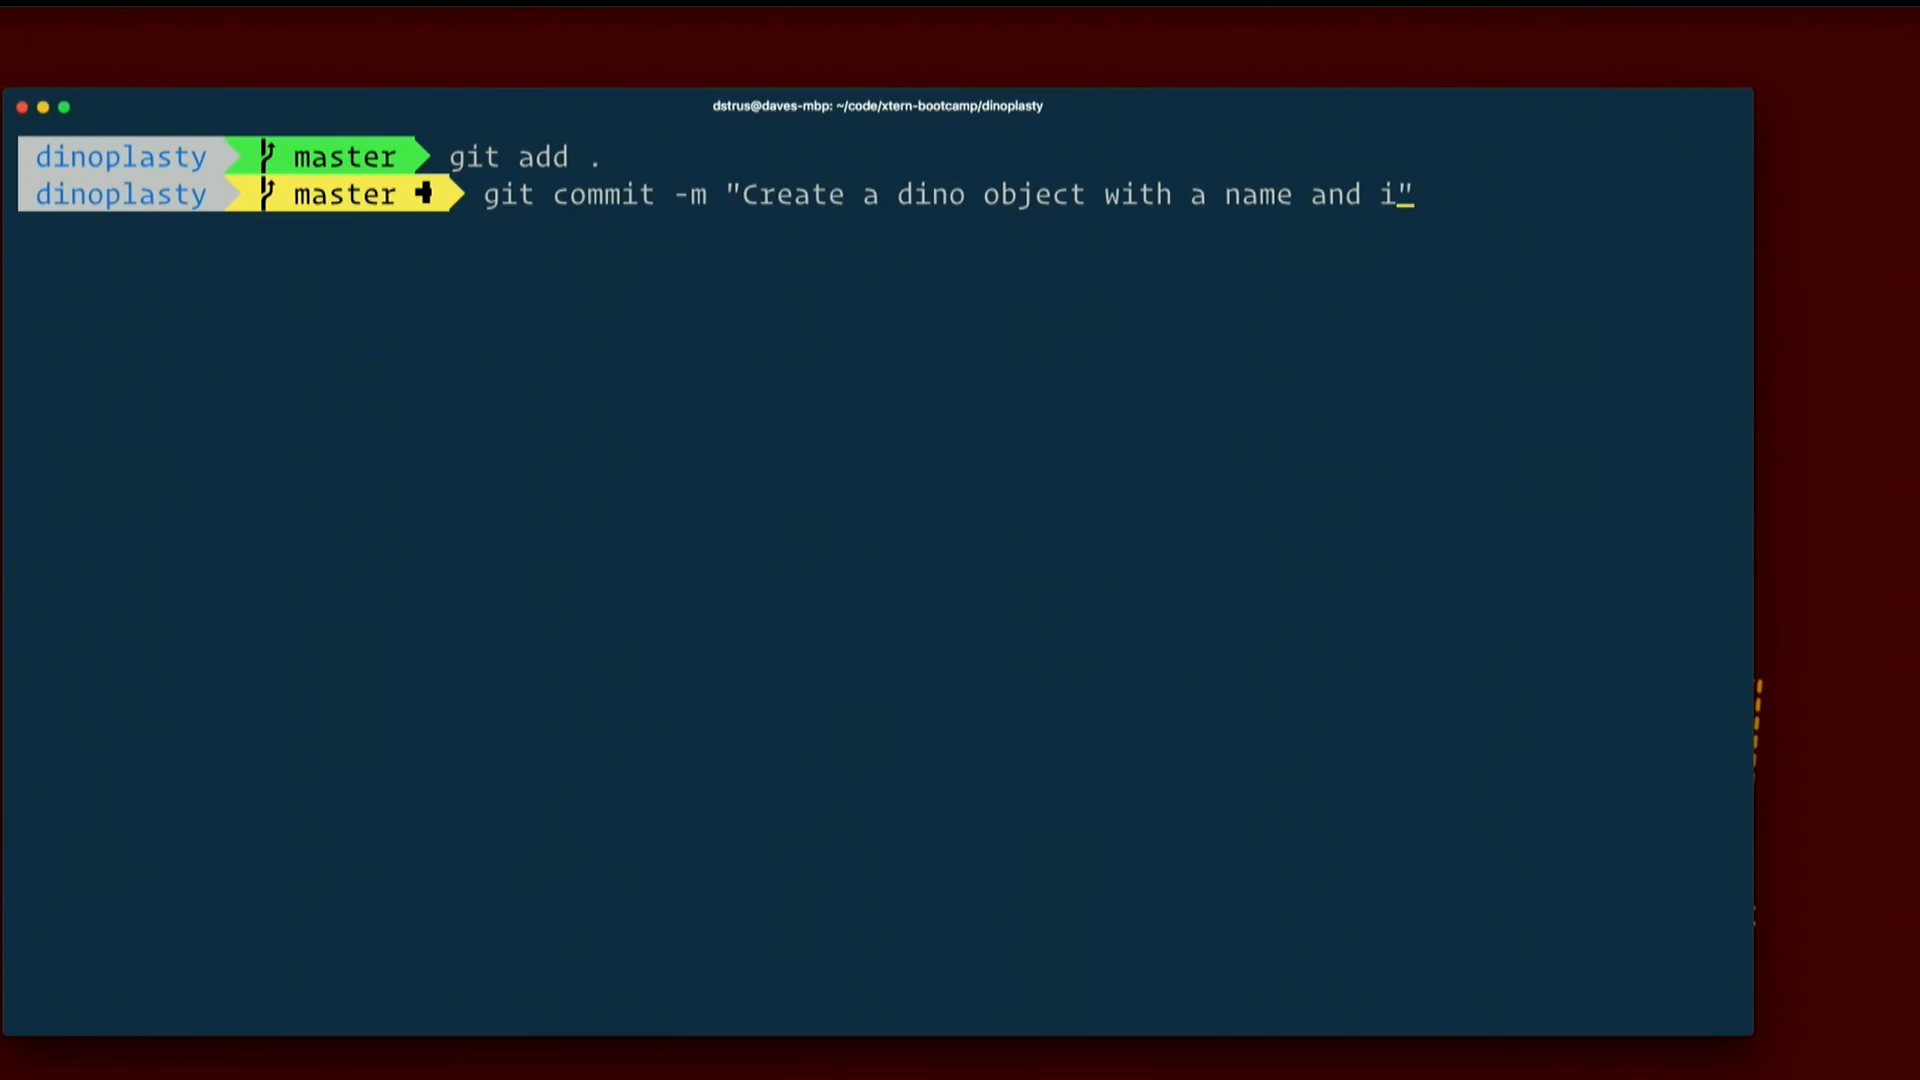 dstrus@daves-mbp: ~/code/xtern-bootcamp/dinoplasty
dinoplasty master git add .
dinoplasty master ✚ git commit -m "Create a dino object with a name and i"